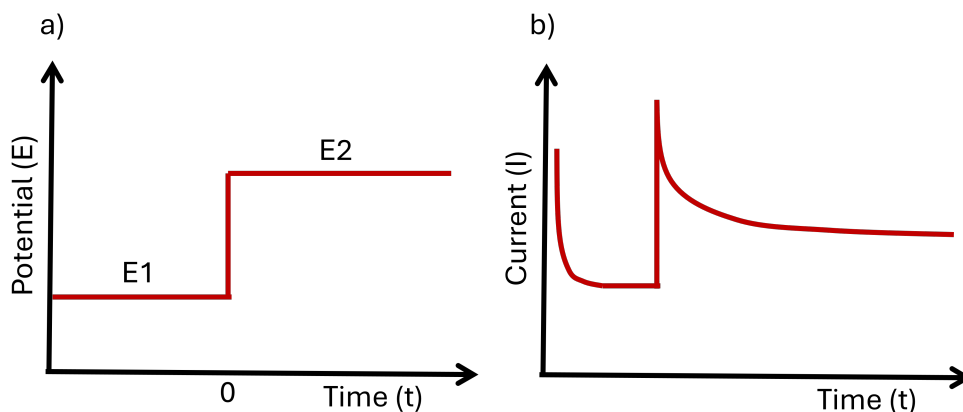 a)
Potential (E)
E1
E2
0
Time (t)
b)
Current (I)
Time (t)